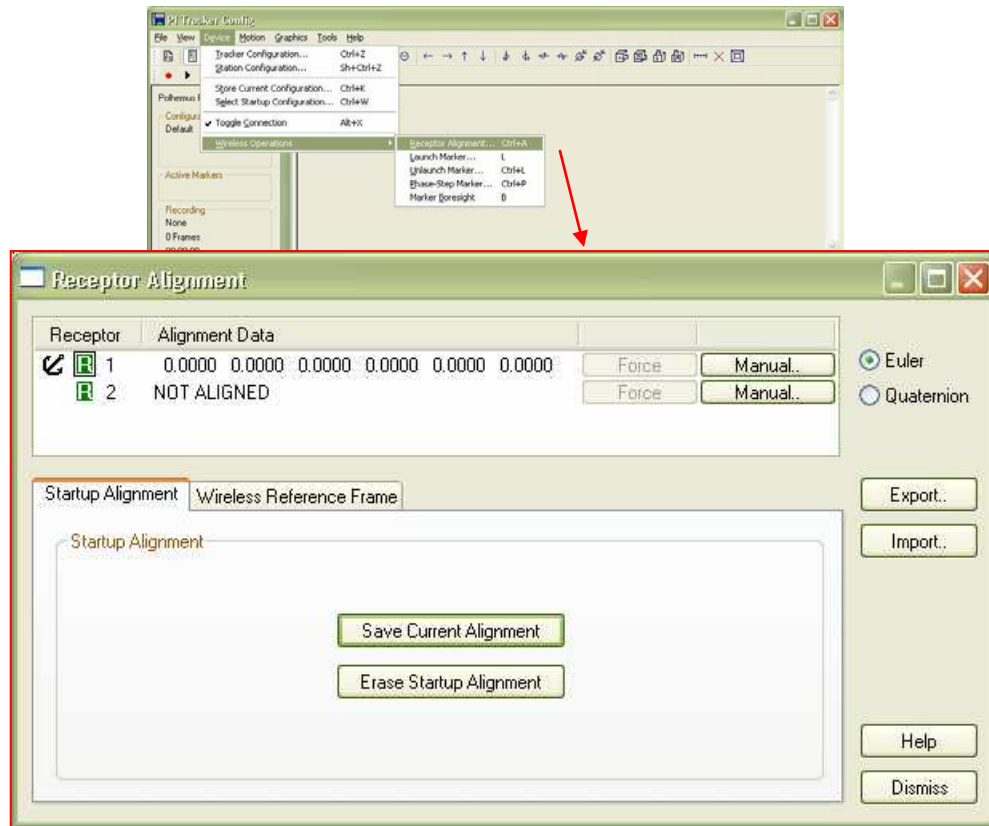 PI Tracker Config
File View Device Motion Graphics Tools Help
Tracker Configuration... Ctrl+Z
Station Configuration... Sh+Ctrl+Z
Store Current Configuration... Ctrl+K
Select Startup Configuration... Ctrl+W
Toggle Connection Alt+X
Wireless Operations
Receptor Alignment... Ctrl+A
Launch Marker... L
Unlaunch Marker... Ctrl+L
Phase-Step Marker... Ctrl+P
Marker Boresight B
Polhemus
Default
Active Markers
Recording
None
0 Frames
Receptor Alignment
Receptor Alignment Data
R 1 0.0000 0.0000 0.0000 0.0000 0.0000 0.0000 Force Manual..
R 2 NOT ALIGNED Force Manual..
Euler
Quaternion
Startup Alignment Wireless Reference Frame
Export..
Import..
Startup Alignment
Save Current Alignment
Erase Startup Alignment
Help
Dismiss